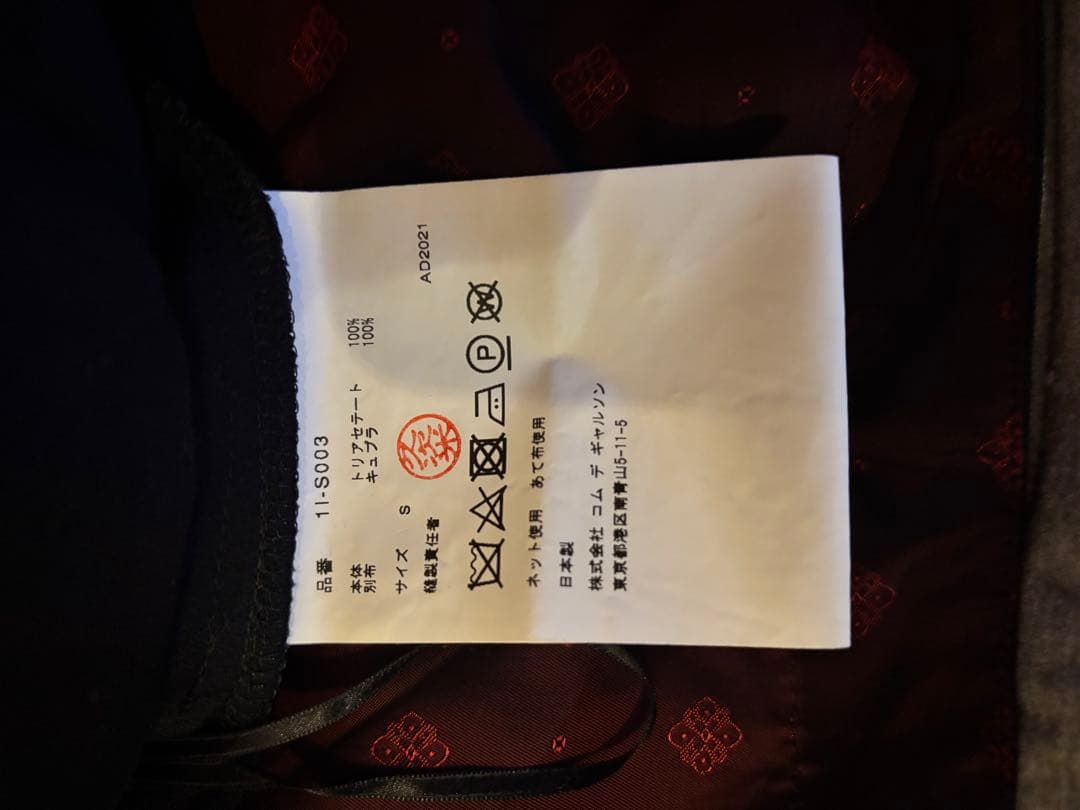 品番 1I-S003
本体 トリアセテート 100%
別布 キュプラ 100%
サイズ S
縫製責任者
AD2021
P
W
ネット使用 あて布使用
日本製
株式会社 コム デ ギャルソン
東京都港区南青山5-11-5